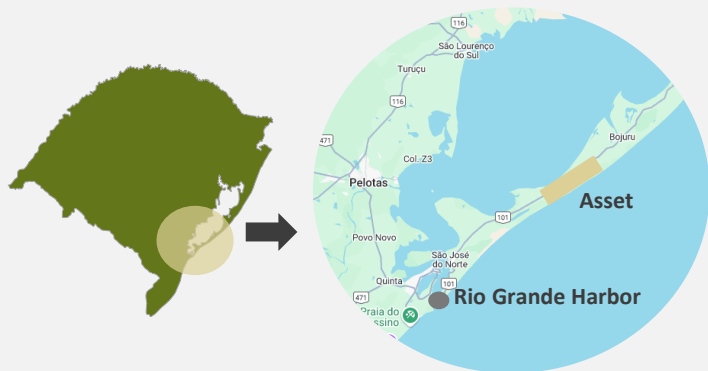 116
São Lourenço
do Sul
Turuçu
116
471
Bojuru
Col. Z3
Pelotas
Asset
101
Povo Novo
São José
do Norte
Quinta
101
471
Rio Grande Harbor
Praia do
ssino